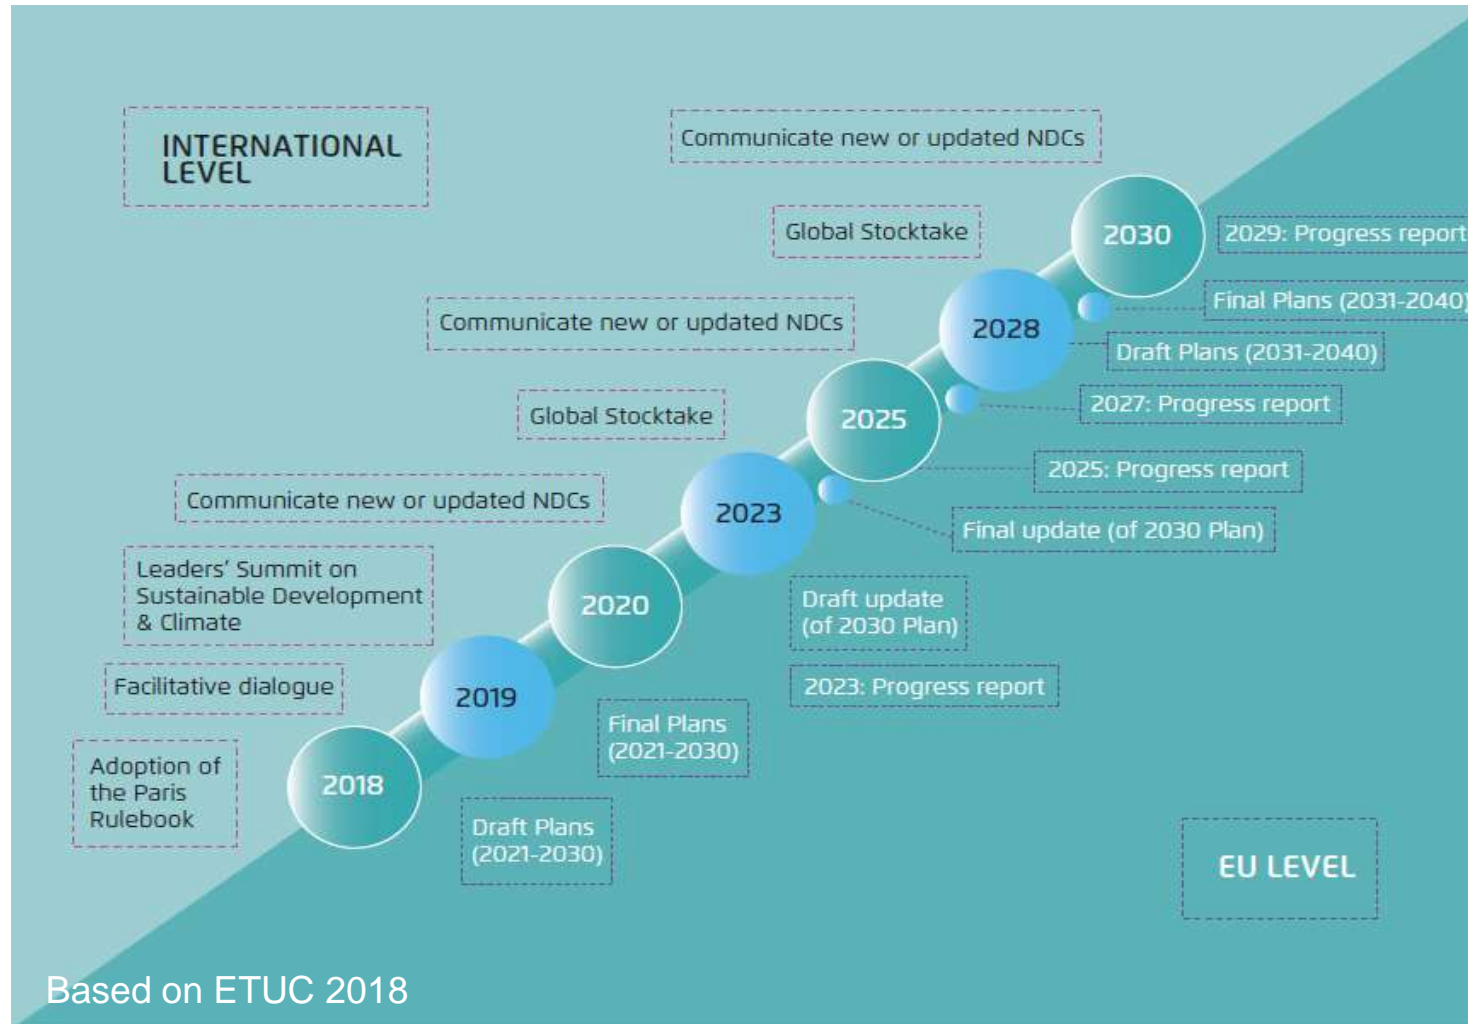 INTERNATIONAL
LEVEL
Communicate new or updated NDCs
Global Stocktake
2030
2029: Progress report
Final Plans (2031-2040)
Communicate new or updated NDCs
2028
Draft Plans (2031-2040)
2027: Progress report
Global Stocktake
2025
2025: Progress report
Communicate new or updated NDCs
2023
Final update (of 2030 Plan)
Leaders' Summit on
Sustainable Development
& Climate
2020
Draft update
(of 2030 Plan)
Facilitative dialogue
2019
2023: Progress report
Final Plans
(2021-2030)
Adoption of
the Paris
Rulebook
2018
Draft Plans
(2021-2030)
EU LEVEL
Based on ETUC 2018